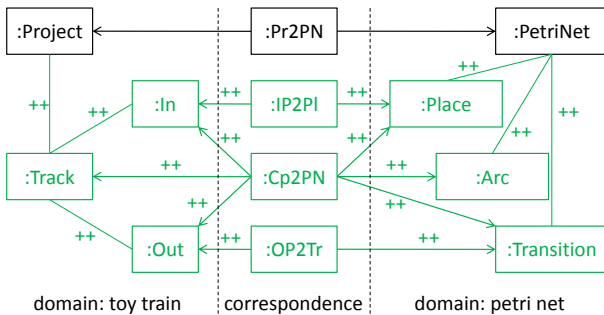 :Project
:Pr2PN
:PetriNet
++
++
++
++
++
++
++
:In
:IP2Pl
:Place
++
++
++
++
++
:Track
:Cp2PN
:Arc
++
++
++
++
++
:Out
:OP2Tr
:Transition
domain: toy train
correspondence
domain: petri net